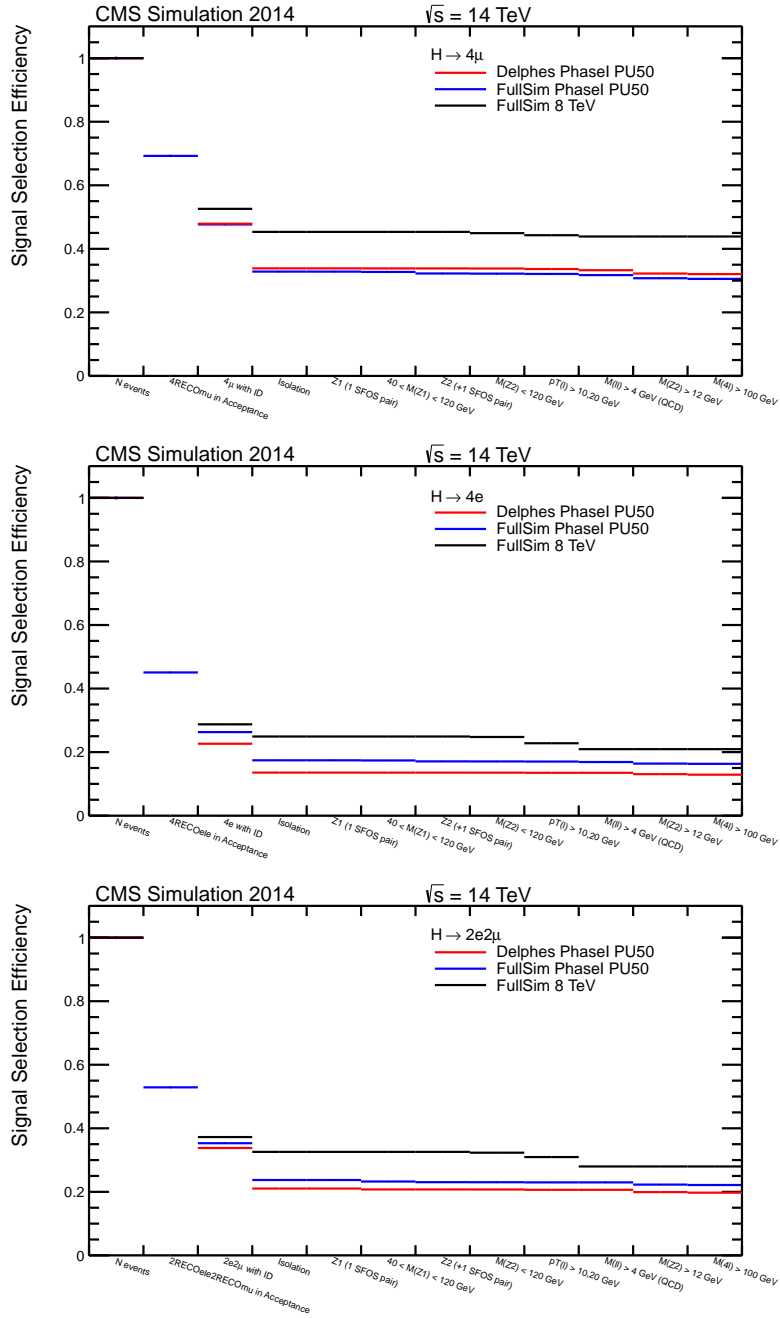 CMS Simulation 2014 √s = 14 TeV
Signal Selection Efficiency
H → 4μ
Delphes PhaseI PU50
FullSim PhaseI PU50
FullSim 8 TeV
1
0.8
0.6
0.4
0.2
0
N events
4RECOmu in Acceptance
4μ with ID
Isolation
Z1 (1 SFOS pair)
40 < M(Z1) < 120 GeV
Z2 (+1 SFOS pair)
M(Z2) < 120 GeV
pT(l) > 10,20 GeV
M(ll) > 4 GeV (QCD)
M(Z2) > 12 GeV
M(4l) > 100 GeV
CMS Simulation 2014 √s = 14 TeV
Signal Selection Efficiency
H → 4e
Delphes PhaseI PU50
FullSim PhaseI PU50
FullSim 8 TeV
1
0.8
0.6
0.4
0.2
0
N events
4RECOele in Acceptance
4e with ID
Isolation
Z1 (1 SFOS pair)
40 < M(Z1) < 120 GeV
Z2 (+1 SFOS pair)
M(Z2) < 120 GeV
pT(l) > 10,20 GeV
M(ll) > 4 GeV (QCD)
M(Z2) > 12 GeV
M(4l) > 100 GeV
CMS Simulation 2014 √s = 14 TeV
Signal Selection Efficiency
H → 2e2μ
Delphes PhaseI PU50
FullSim PhaseI PU50
FullSim 8 TeV
1
0.8
0.6
0.4
0.2
0
N events
2RECOele2RECOmu in Acceptance
2e2μ with ID
Isolation
Z1 (1 SFOS pair)
40 < M(Z1) < 120 GeV
Z2 (+1 SFOS pair)
M(Z2) < 120 GeV
pT(l) > 10,20 GeV
M(ll) > 4 GeV (QCD)
M(Z2) > 12 GeV
M(4l) > 100 GeV